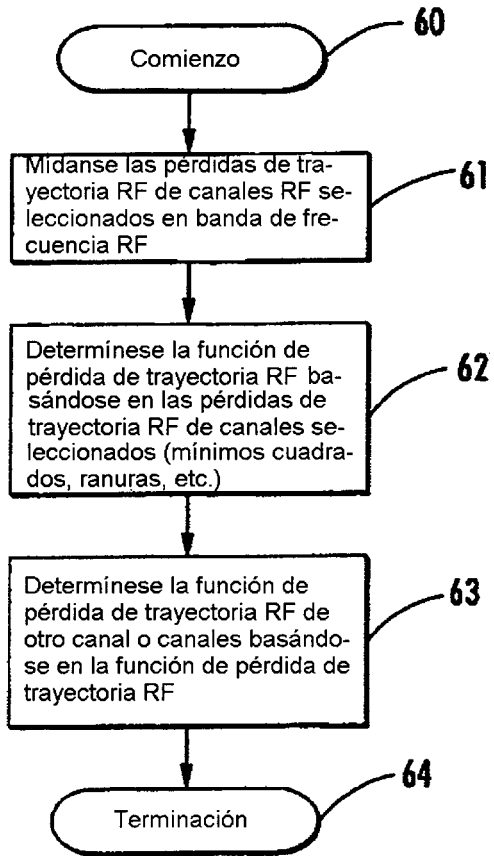 Comienzo
60
Mídanse las pérdidas de tra-
yectoria RF de canales RF se-
leccionados en banda de fre-
cuencia RF
61
Determínese la función de
pérdida de trayectoria RF ba-
sándose en las pérdidas de
trayectoria RF de canales se-
leccionados (mínimos cuadra-
dos, ranuras, etc.)
62
Determínese la función de
pérdida de trayectoria RF de
otro canal o canales basándo-
se en la función de pérdida de
trayectoria RF
63
Terminación
64